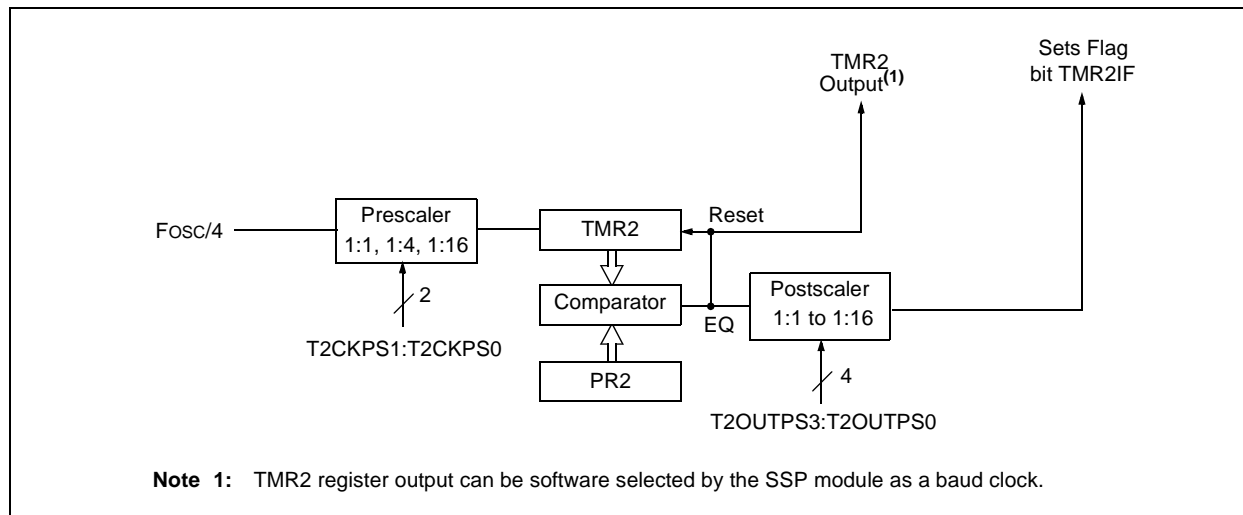 TMR2
Output(1)
Sets Flag
bit TMR2IF
Fosc/4
Prescaler
1:1, 1:4, 1:16
TMR2
Reset
2
T2CKPS1:T2CKPS0
Comparator
EQ
Postscaler
1:1 to 1:16
PR2
4
T2OUTPS3:T2OUTPS0
Note 1: TMR2 register output can be software selected by the SSP module as a baud clock.